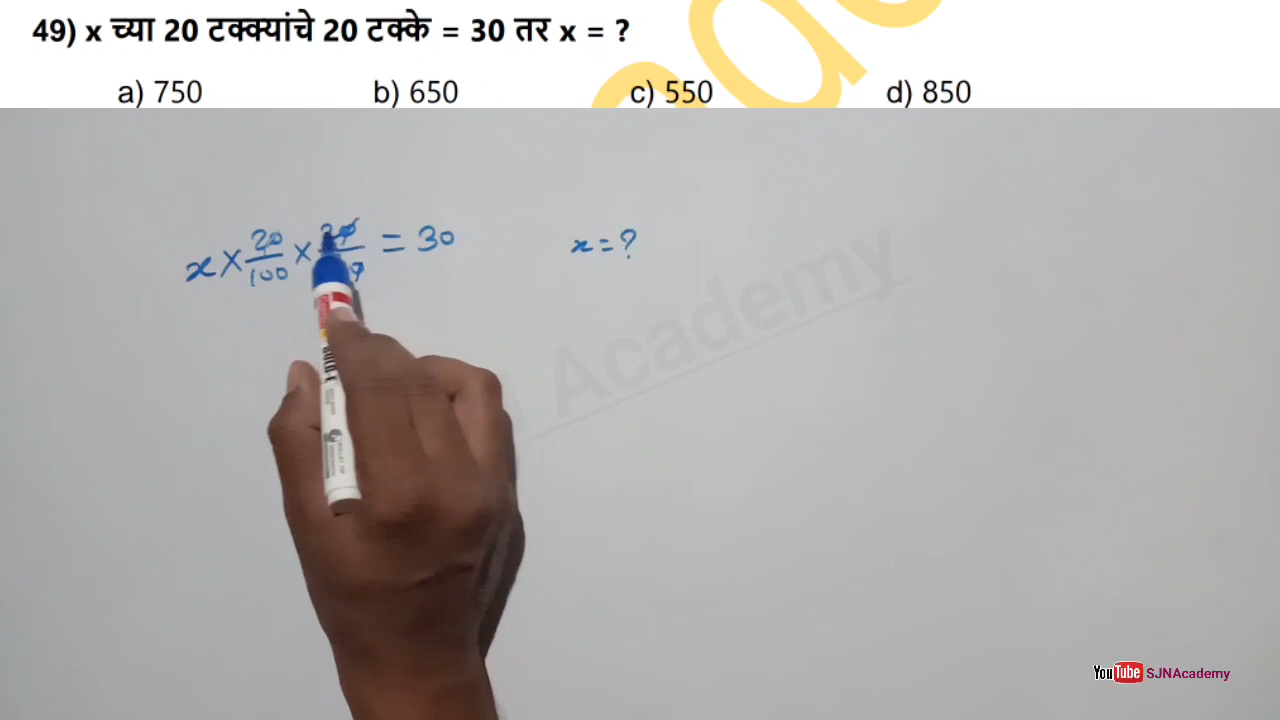 49) x च्या 20 टक्क्यांचे 20 टक्के = 30 तर x = ?
a) 750 b) 650 c) 550 d) 850
x × 20/100 × = 30 x = ?
Academy
YouTube SJNAcademy